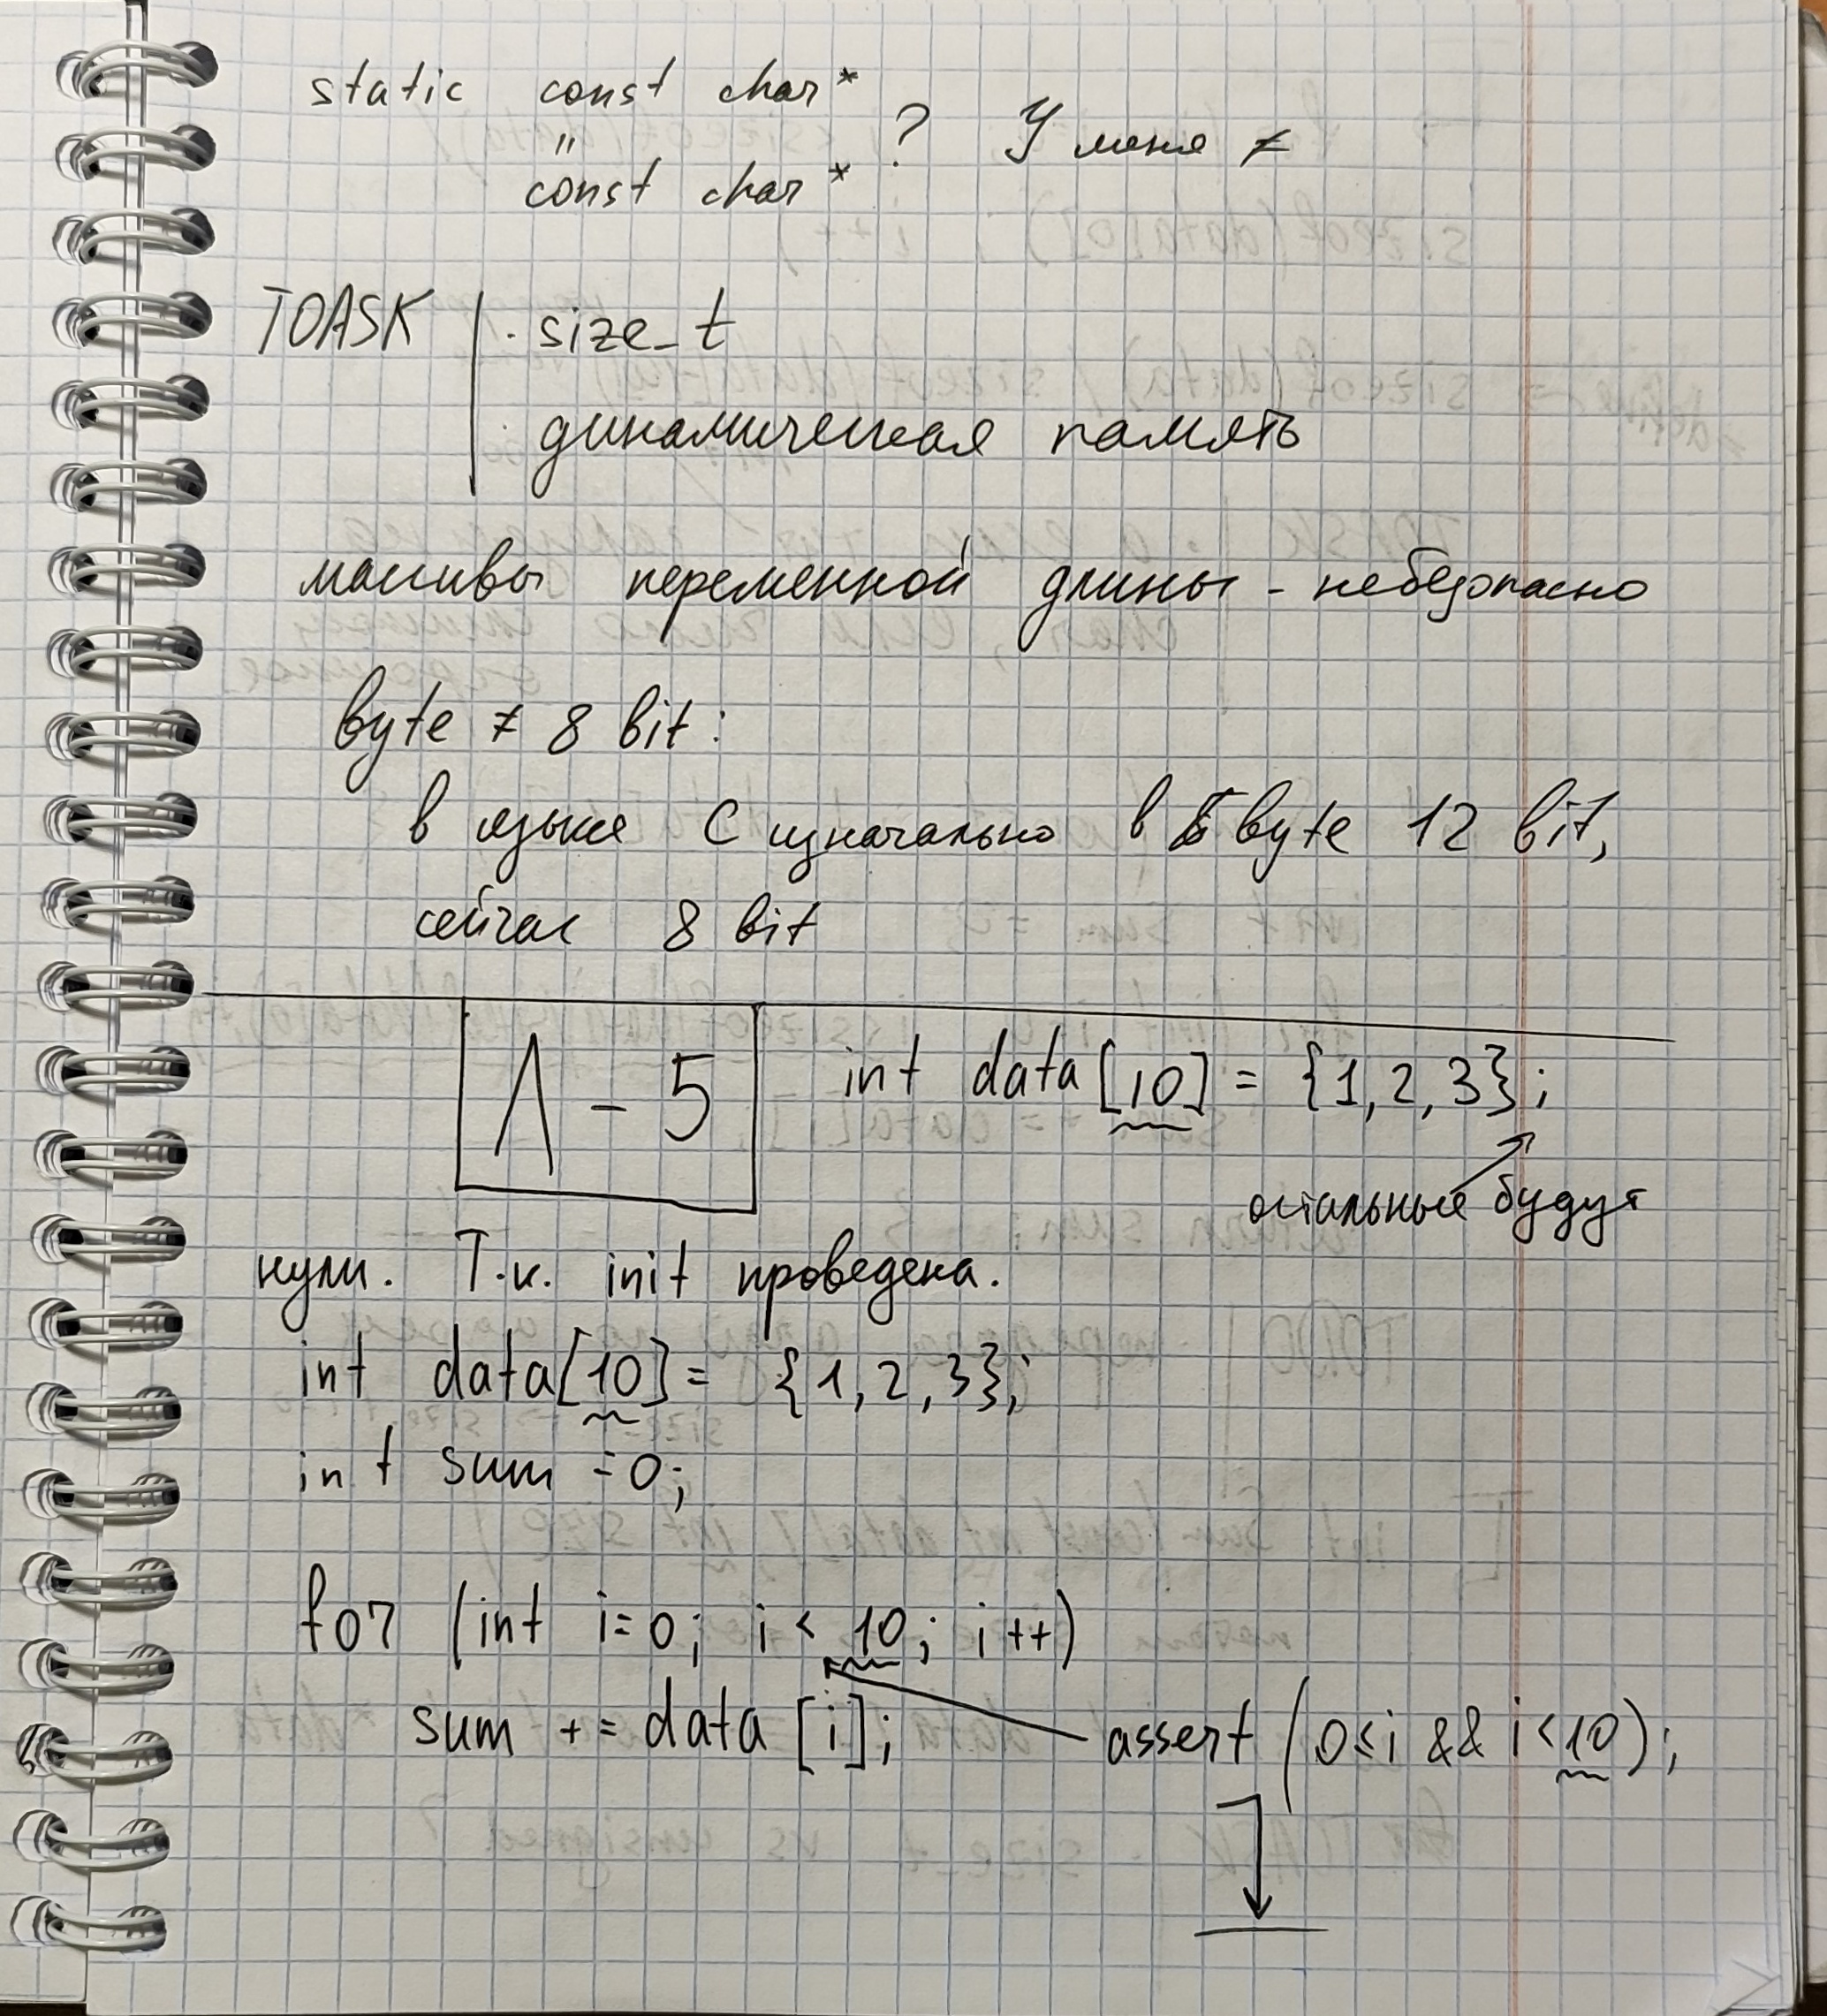 static const char*
" ? У меня ≠
const char*
TOASK | · size_t
динамическая память
массивы переменной длины - небезопасно
byte ≠ 8 bit:
в языке C изначально в byte 12 bit,
сейчас 8 bit
Л - 5 int data[10] = {1, 2, 3};
остальные будут
нули. Т.к. init проведена.
int data[10] = {1, 2, 3};
int sum = 0;
for (int i=0; i < 10; i++)
sum += data[i]; assert (0≤i && i<10);